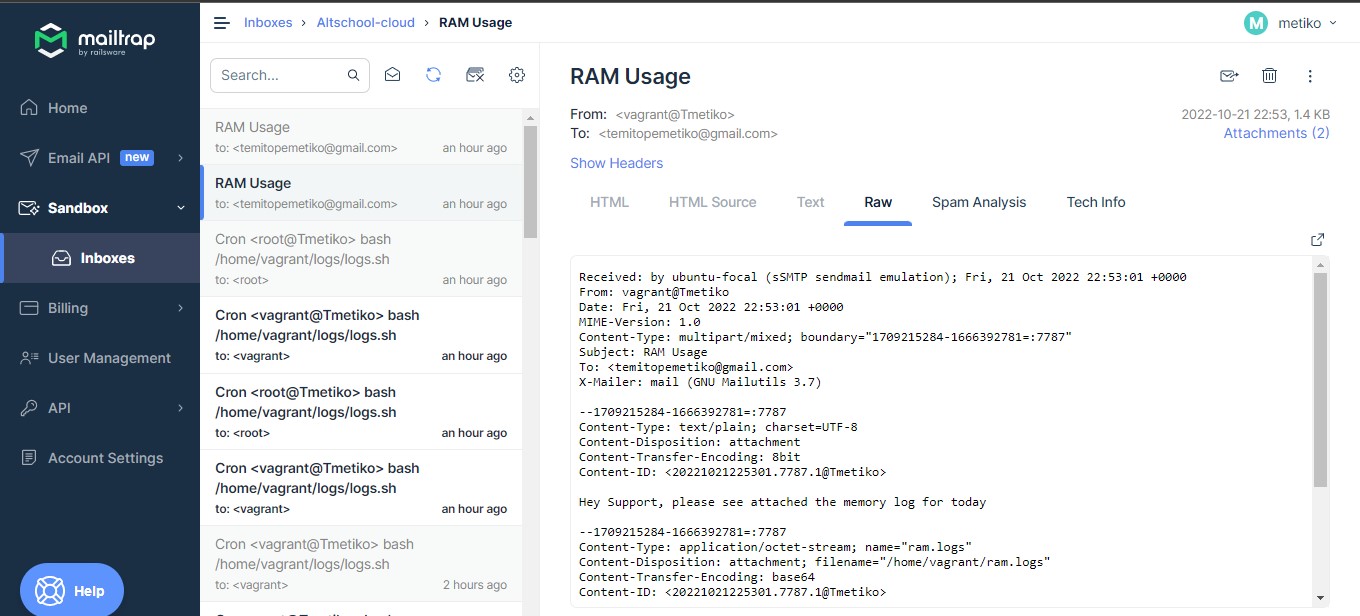 mailtrap
by railsware
Home
Email API new
Sandbox
Inboxes
Billing
User Management
API
Account Settings
Help
Inboxes › Altschool-cloud › RAM Usage
M metiko
Search...
RAM Usage
to: <temitopemetiko@gmail.com> an hour ago
RAM Usage
to: <temitopemetiko@gmail.com> an hour ago
Cron <root@Tmetiko> bash
/home/vagrant/logs/logs.sh
to: <root> an hour ago
Cron <vagrant@Tmetiko> bash
/home/vagrant/logs/logs.sh
to: <vagrant> an hour ago
Cron <root@Tmetiko> bash
/home/vagrant/logs/logs.sh
to: <root> an hour ago
Cron <vagrant@Tmetiko> bash
/home/vagrant/logs/logs.sh
to: <vagrant> an hour ago
Cron <vagrant@Tmetiko> bash
/home/vagrant/logs/logs.sh
to: <vagrant> 2 hours ago
RAM Usage
From: <vagrant@Tmetiko> 2022-10-21 22:53, 1.4 KB
To: <temitopemetiko@gmail.com> Attachments (2)
Show Headers
HTML HTML Source Text Raw Spam Analysis Tech Info
Received: by ubuntu-focal (sSMTP sendmail emulation); Fri, 21 Oct 2022 22:53:01 +0000
From: vagrant@Tmetiko
Date: Fri, 21 Oct 2022 22:53:01 +0000
MIME-Version: 1.0
Content-Type: multipart/mixed; boundary="1709215284-1666392781=:7787"
Subject: RAM Usage
To: <temitopemetiko@gmail.com>
X-Mailer: mail (GNU Mailutils 3.7)
--1709215284-1666392781=:7787
Content-Type: text/plain; charset=UTF-8
Content-Disposition: attachment
Content-Transfer-Encoding: 8bit
Content-ID: <20221021225301.7787.1@Tmetiko>
Hey Support, please see attached the memory log for today
--1709215284-1666392781=:7787
Content-Type: application/octet-stream; name="ram.logs"
Content-Disposition: attachment; filename="/home/vagrant/ram.logs"
Content-Transfer-Encoding: base64
Content-ID: <20221021225301.7787.1@Tmetiko>